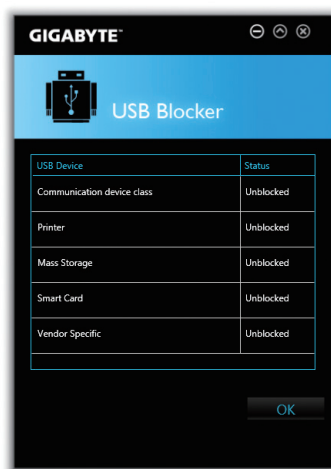 GIGABYTE™
USB Blocker
USB Device Status
Communication device class Unblocked
Printer Unblocked
Mass Storage Unblocked
Smart Card Unblocked
Vendor Specific Unblocked
OK